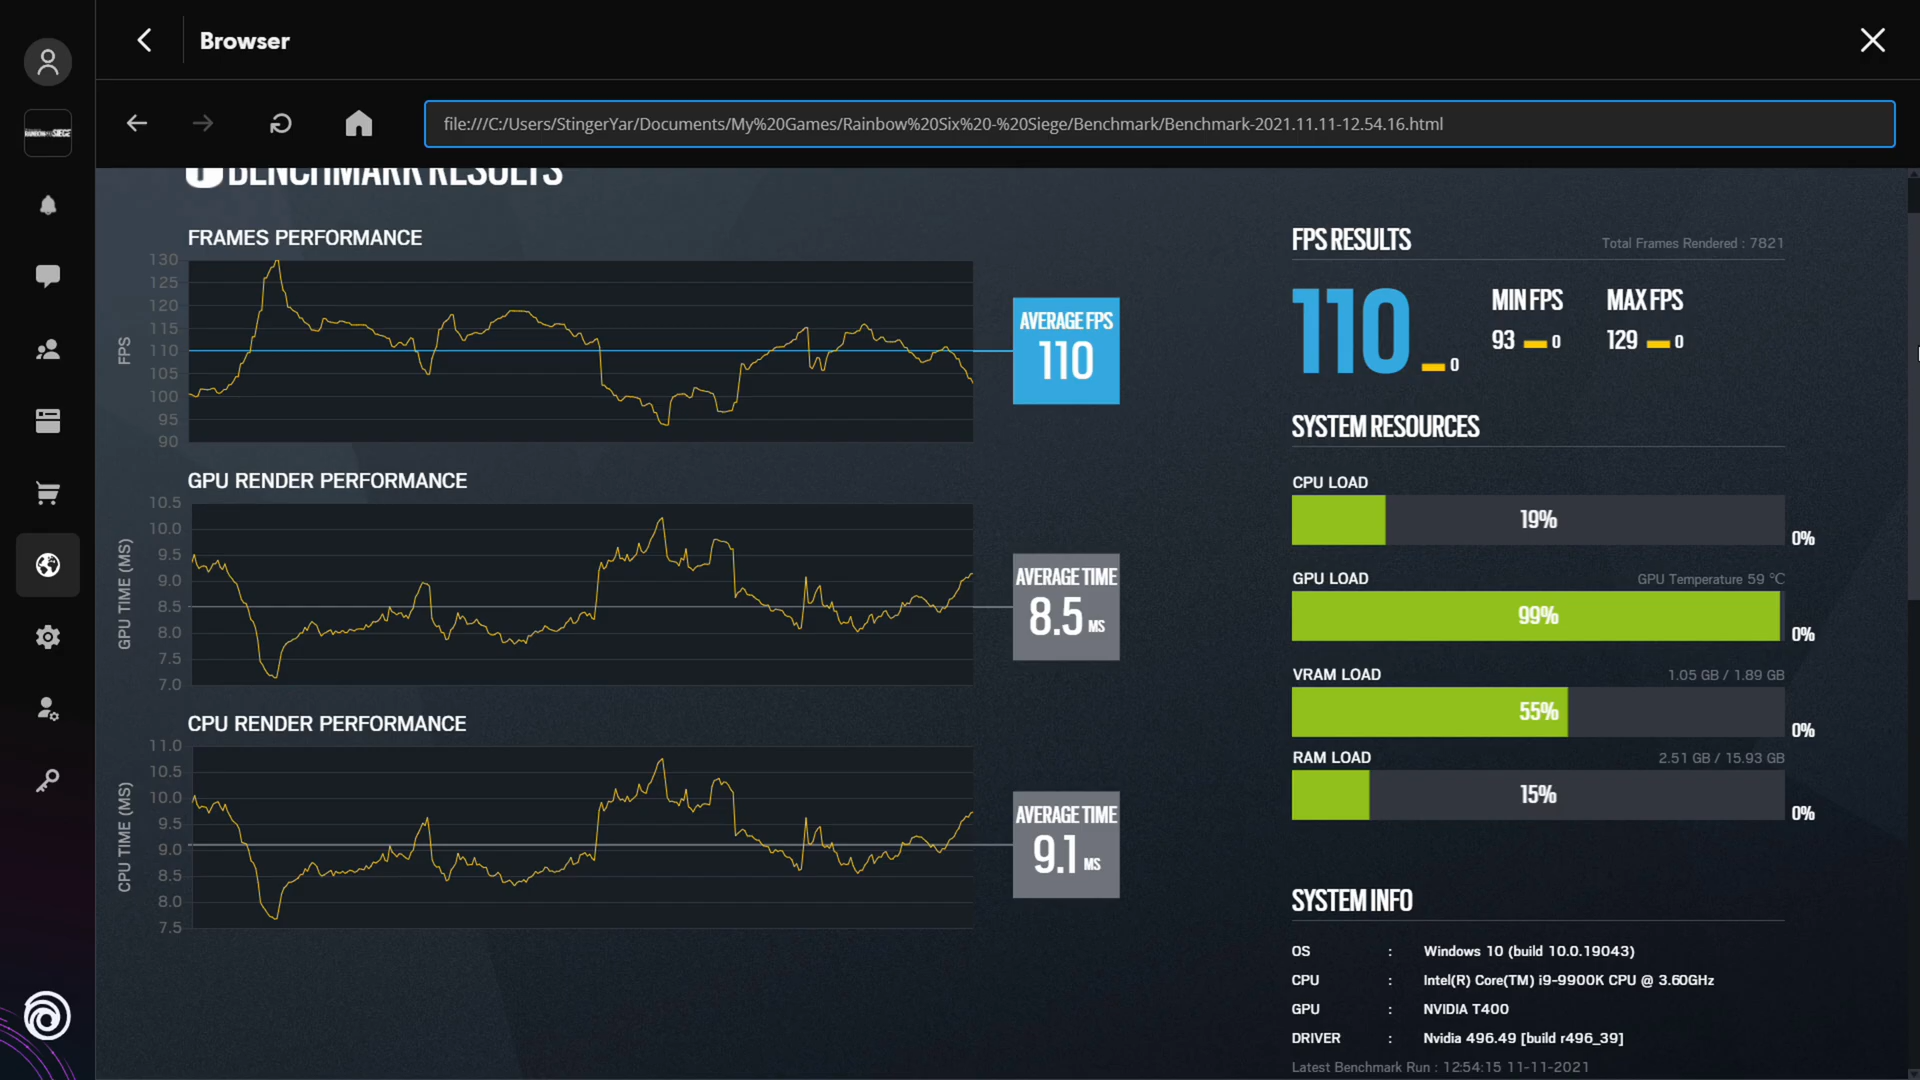 Browser
file:///C:/Users/StingerYar/Documents/My%20Games/Rainbow%20Six%20-%20Siege/Benchmark/Benchmark-2021.11.11-12.54.16.html
SIEGE
BENCHMARK RESULTS
FRAMES PERFORMANCE
FPS
130
125
120
115
110
105
100
95
90
AVERAGE FPS
110
GPU RENDER PERFORMANCE
GPU TIME (MS)
10.5
10.0
9.5
9.0
8.5
8.0
7.5
7.0
AVERAGE TIME
8.5 MS
CPU RENDER PERFORMANCE
CPU TIME (MS)
11.0
10.5
10.0
9.5
9.0
8.5
8.0
7.5
AVERAGE TIME
9.1 MS
FPS RESULTS
Total Frames Rendered : 7821
110 0
MIN FPS
93 0
MAX FPS
129 0
SYSTEM RESOURCES
CPU LOAD
19%
0%
GPU LOAD
GPU Temperature 59 °C
99%
0%
VRAM LOAD
1.05 GB / 1.89 GB
55%
0%
RAM LOAD
2.51 GB / 15.93 GB
15%
0%
SYSTEM INFO
OS : Windows 10 (build 10.0.19043)
CPU : Intel(R) Core(TM) i9-9900K CPU @ 3.60GHz
GPU : NVIDIA T400
DRIVER : Nvidia 496.49 [build r496_39]
Latest Benchmark Run : 12:54:15 11-11-2021